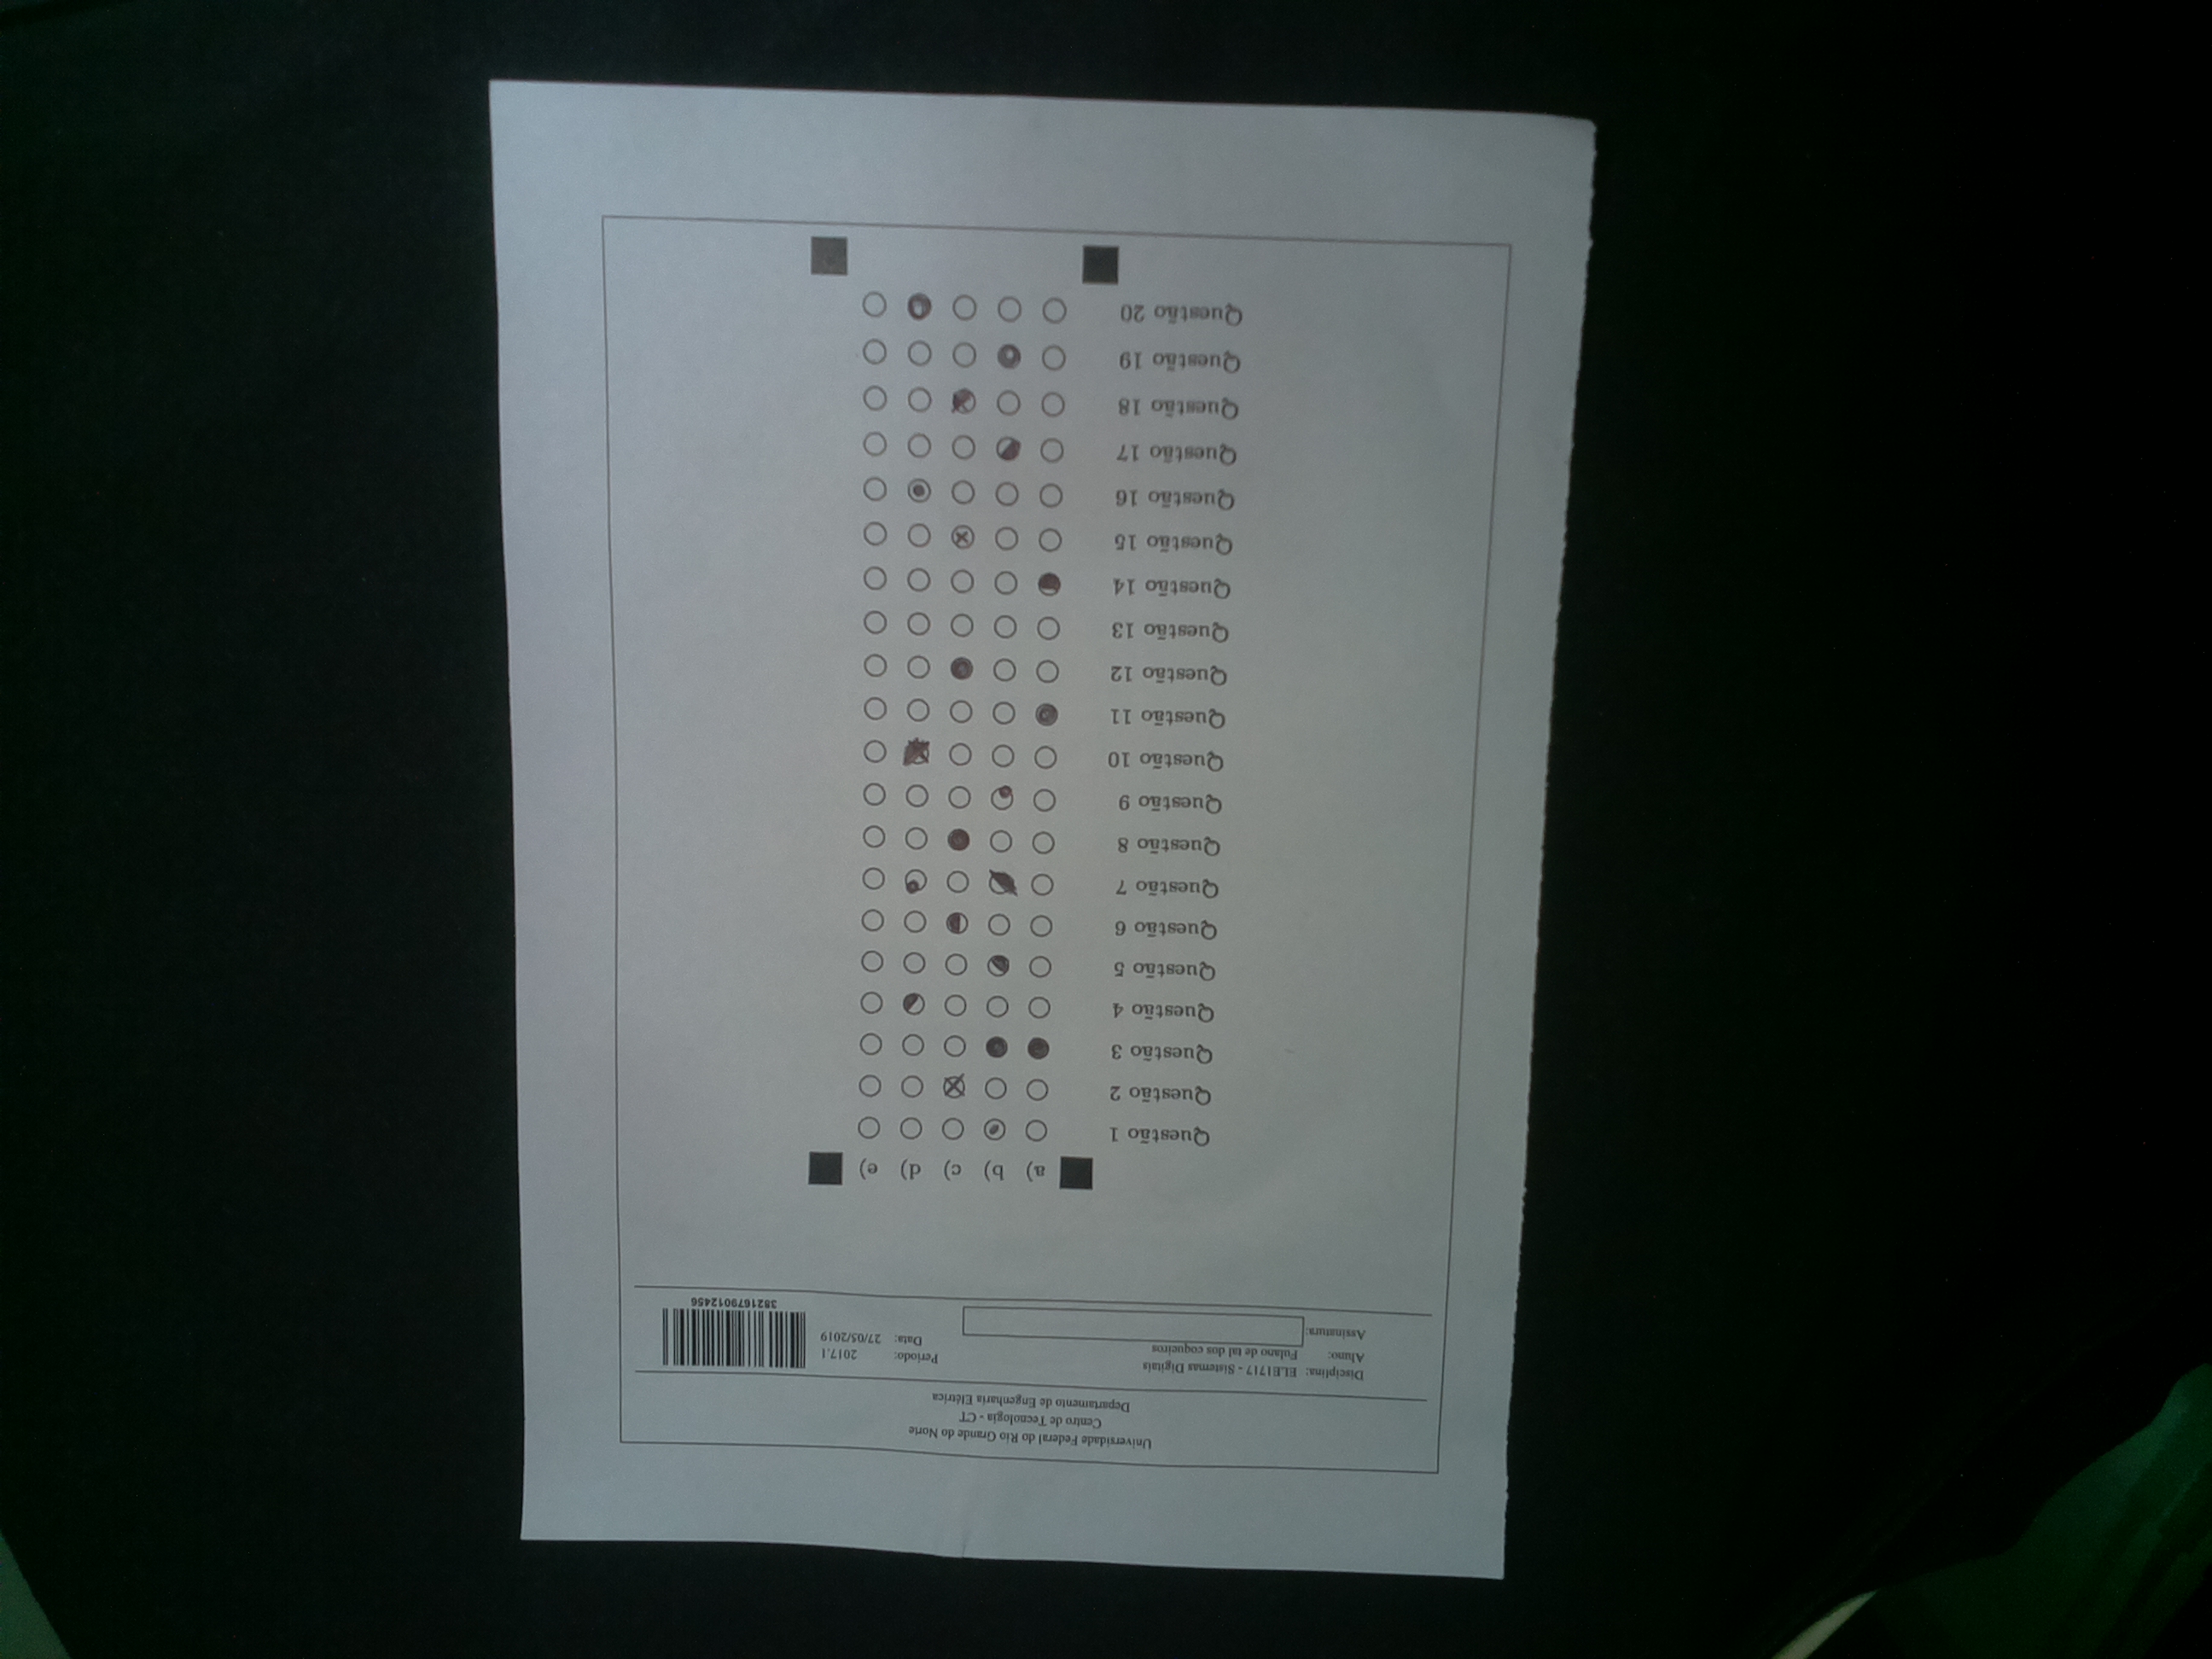 Universidade Federal do Rio Grande do Norte
Centro de Tecnologia - CT
Departamento de Engenharia Elétrica
Disciplina: ELE1717 - Sistemas Digitais
Aluno: Fulano de tal dos coqueiros
Assinatura:
Período: 2017.1
Data: 27/05/2019
3821679012456
a) b) c) d) e)
Questão 1
Questão 2
Questão 3
Questão 4
Questão 5
Questão 6
Questão 7
Questão 8
Questão 9
Questão 10
Questão 11
Questão 12
Questão 13
Questão 14
Questão 15
Questão 16
Questão 17
Questão 18
Questão 19
Questão 20